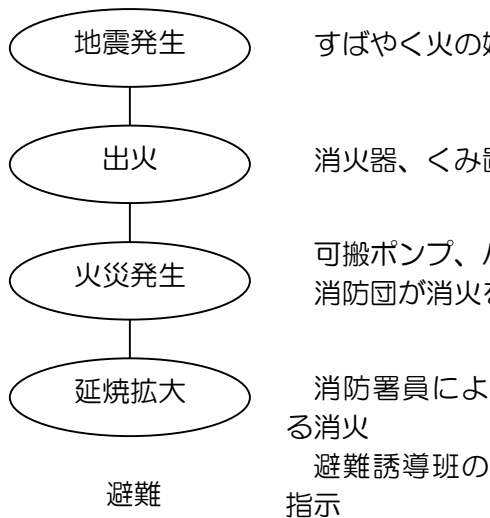 地震発生
すばやく火の
出火
消火器、くみ
火災発生
可搬ポンプ、
消防団が消火
延焼拡大
消防署員によ
る消火
避難誘導班の
避難
指示